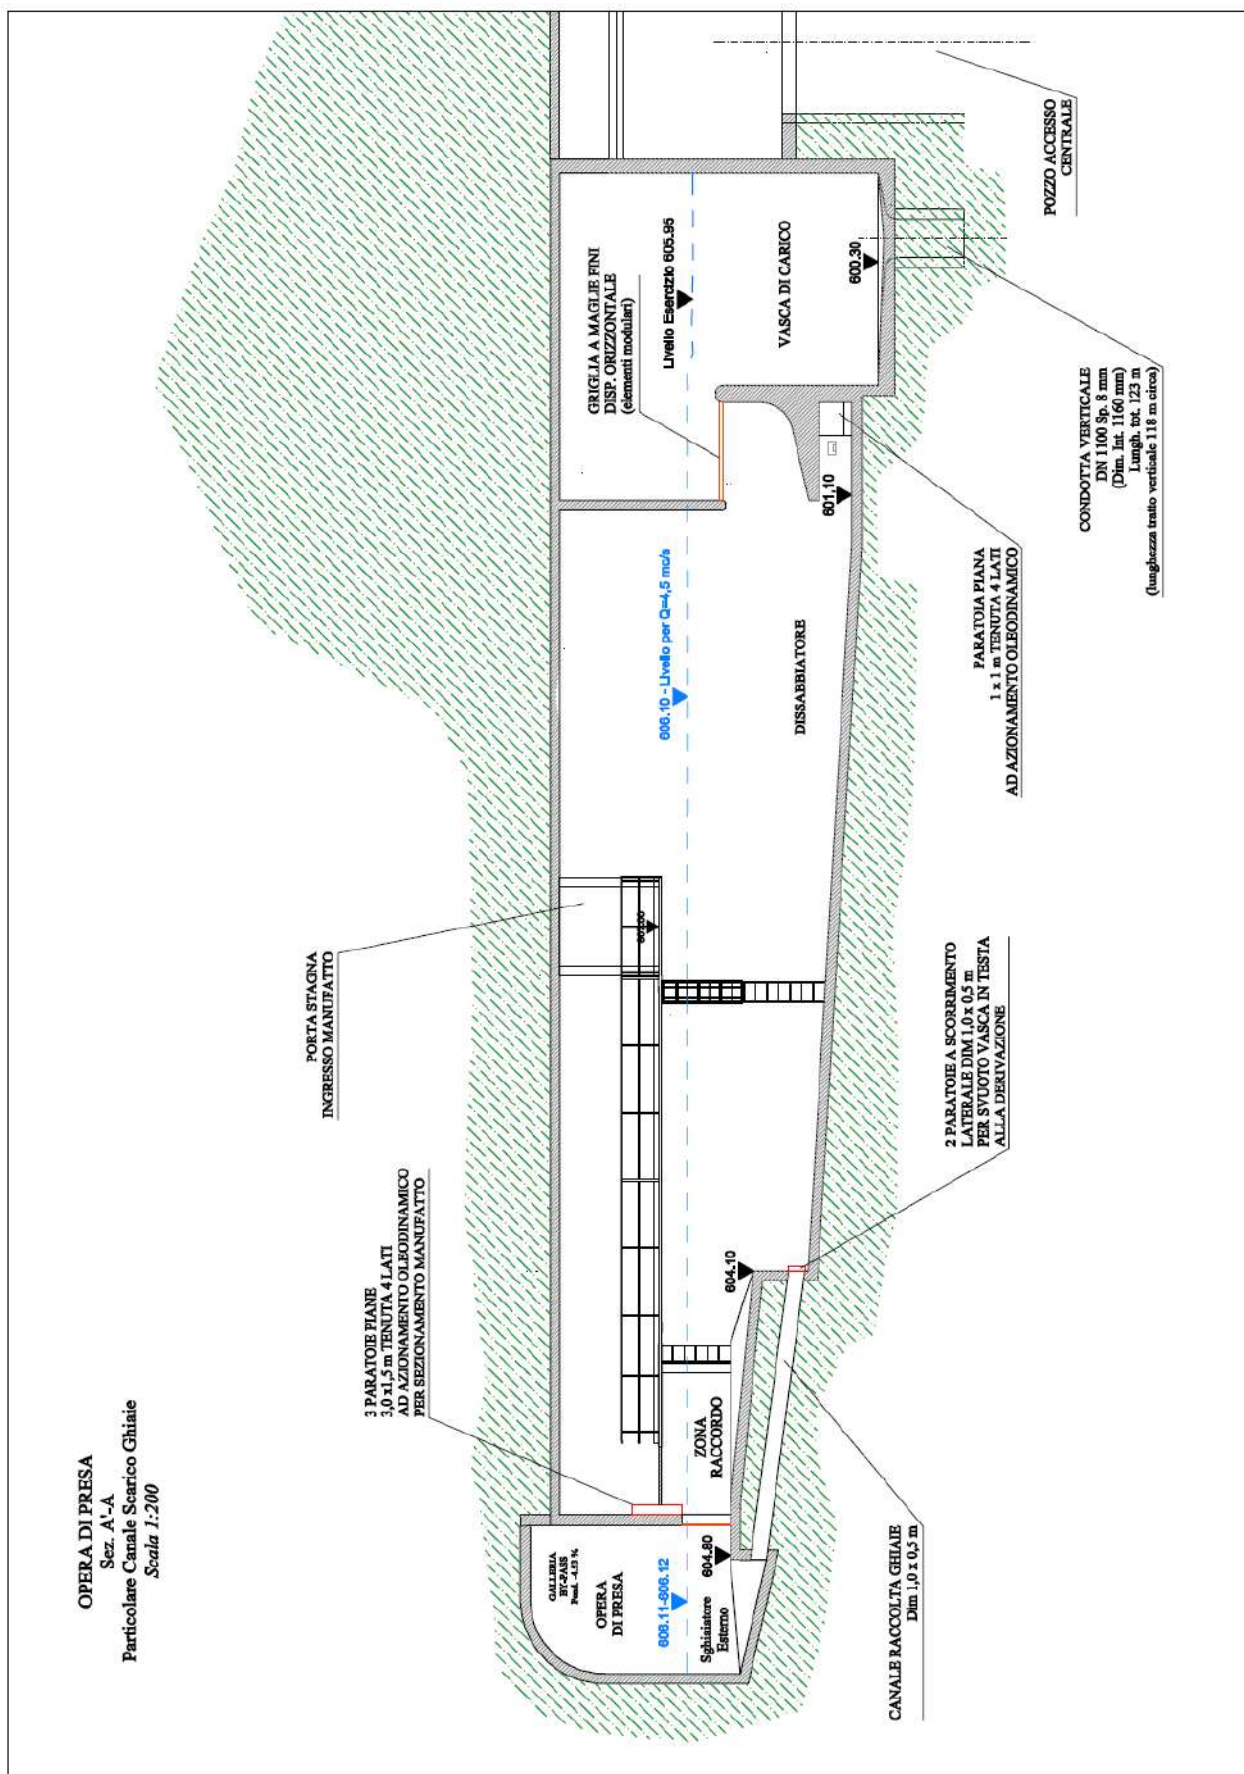 OPERA DI PRESA
Sez. A'-A
Particolare Canale Scarico Ghiaie
Scala 1:200
3 PARATOIE PIANE
3,0 x1,5 m TENUTA 4 LATI
AD AZIONAMENTO OLEODINAMICO
PER SEZIONAMENTO MANUFATTO
PORTA STAGNA
INGRESSO MANUFATTO
GRIGLIA A MAGLIE FINI
DISP. ORIZZONTALE
(elementi modulari)
GALLERIA
BY-PASS
OPERA
DI PRESA
606.11-606.12
Sghiaiatore
Esterno
604.80
ZONA
RACCORDO
604.10
606.10 - Livello per Q=4,5 mc/s
DISSABBIATORE
601.10
Livello Esercizio 605.95
VASCA DI CARICO
600.30
CANALE RACCOLTA GHIAIE
Dim 1,0 x 0,5 m
2 PARATOIE A SCORRIMENTO
LATERALE DIM 1,0 x 0,5 m
PER SVUOTO VASCA IN TESTA
ALLA DERIVAZIONE
PARATOIA PIANA
1 x 1 m TENUTA 4 LATI
AD AZIONAMENTO OLEODINAMICO
CONDOTTA VERTICALE
DN 1100 Sp. 8 mm
(Dim. Int. 1160 mm)
Lungh. tot. 123 m
(lunghezza tratto verticale 118 m circa)
POZZO ACCESSO
CENTRALE